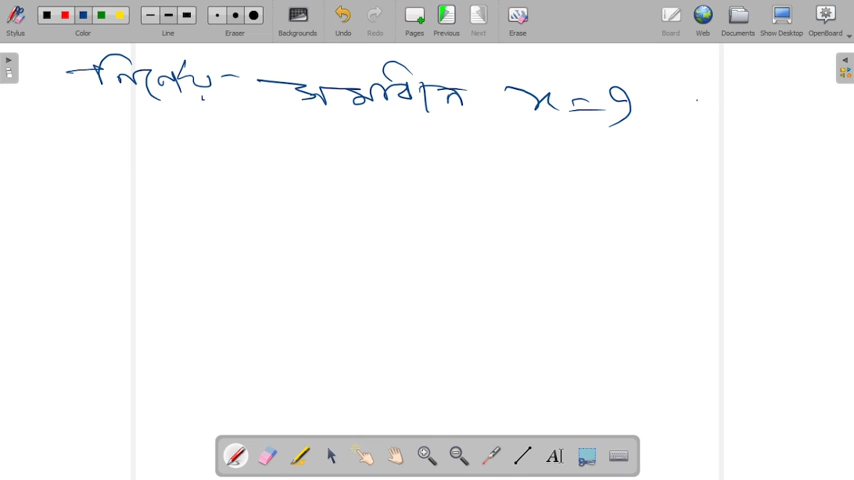 Stylus Color Line Eraser Backgrounds Undo Redo Pages Previous Next Erase Board Web Documents Show Desktop OpenBoard
নির্ণেয় - সমাধান x = 9